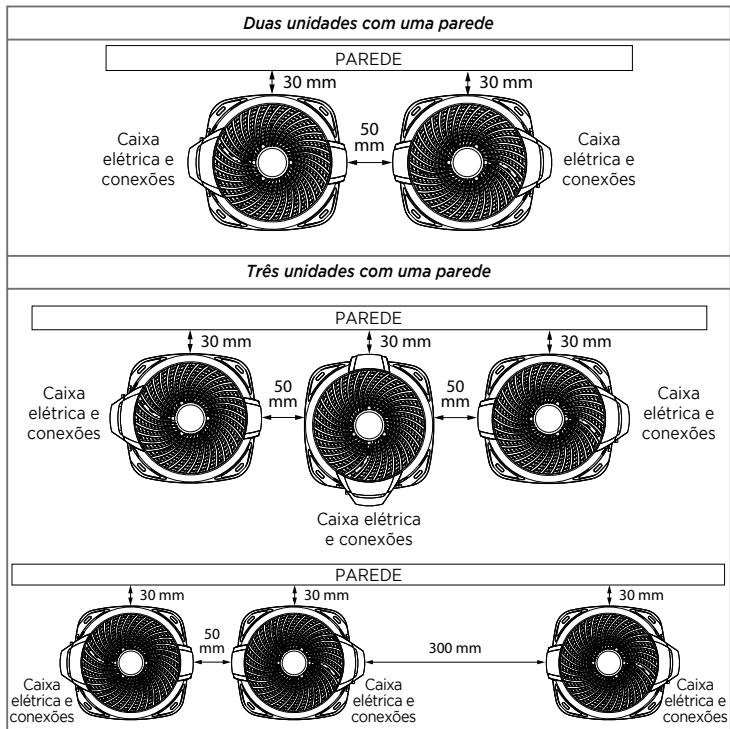 Duas unidades com uma parede
PAREDE
30 mm
30 mm
Caixa
elétrica e
conexões
50
mm
Caixa
elétrica e
conexões
Três unidades com uma parede
PAREDE
30 mm
30 mm
30 mm
Caixa
elétrica e
conexões
50
mm
50
mm
Caixa
elétrica e
conexões
Caixa elétrica
e conexões
PAREDE
30 mm
30 mm
30 mm
50
mm
300 mm
Caixa
elétrica e
conexões
Caixa
elétrica e
conexões
Caixa
elétrica e
conexões